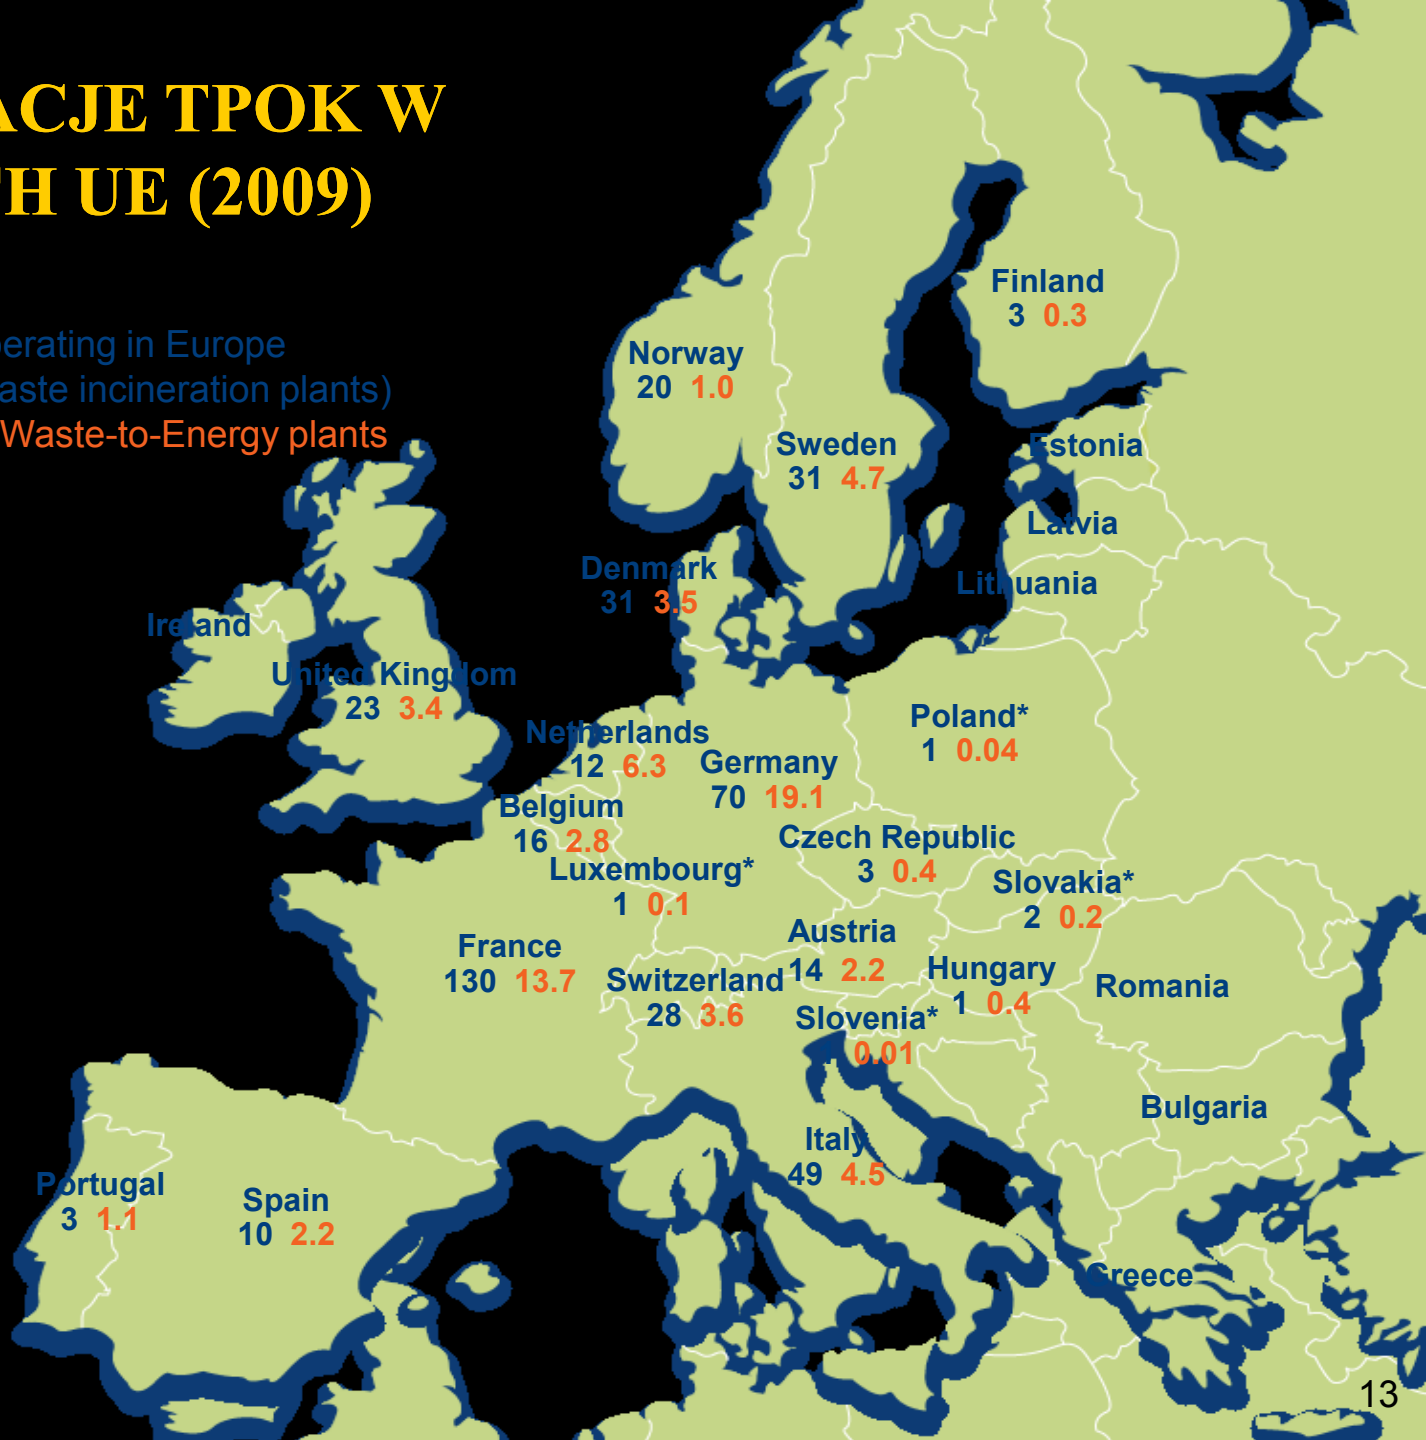 ACJE TPOK W
CH UE (2009)
perating in Europe
aste incineration plants)
Waste-to-Energy plants
Finland
3 0.3
Norway
20 1.0
Sweden
31 4.7
Estonia
Latvia
Denmark
31 3.5
Lithuania
Ireland
United Kingdom
23 3.4
Netherlands
12 6.3
Poland*
1 0.04
Germany
70 19.1
Belgium
16 2.8
Czech Republic
3 0.4
Luxembourg*
1 0.1
Slovakia*
2 0.2
France
130 13.7
Austria
14 2.2
Switzerland
28 3.6
Hungary
1 0.4
Romania
Slovenia*
0.01
Bulgaria
Italy
49 4.5
Portugal
3 1.1
Spain
10 2.2
Greece
13